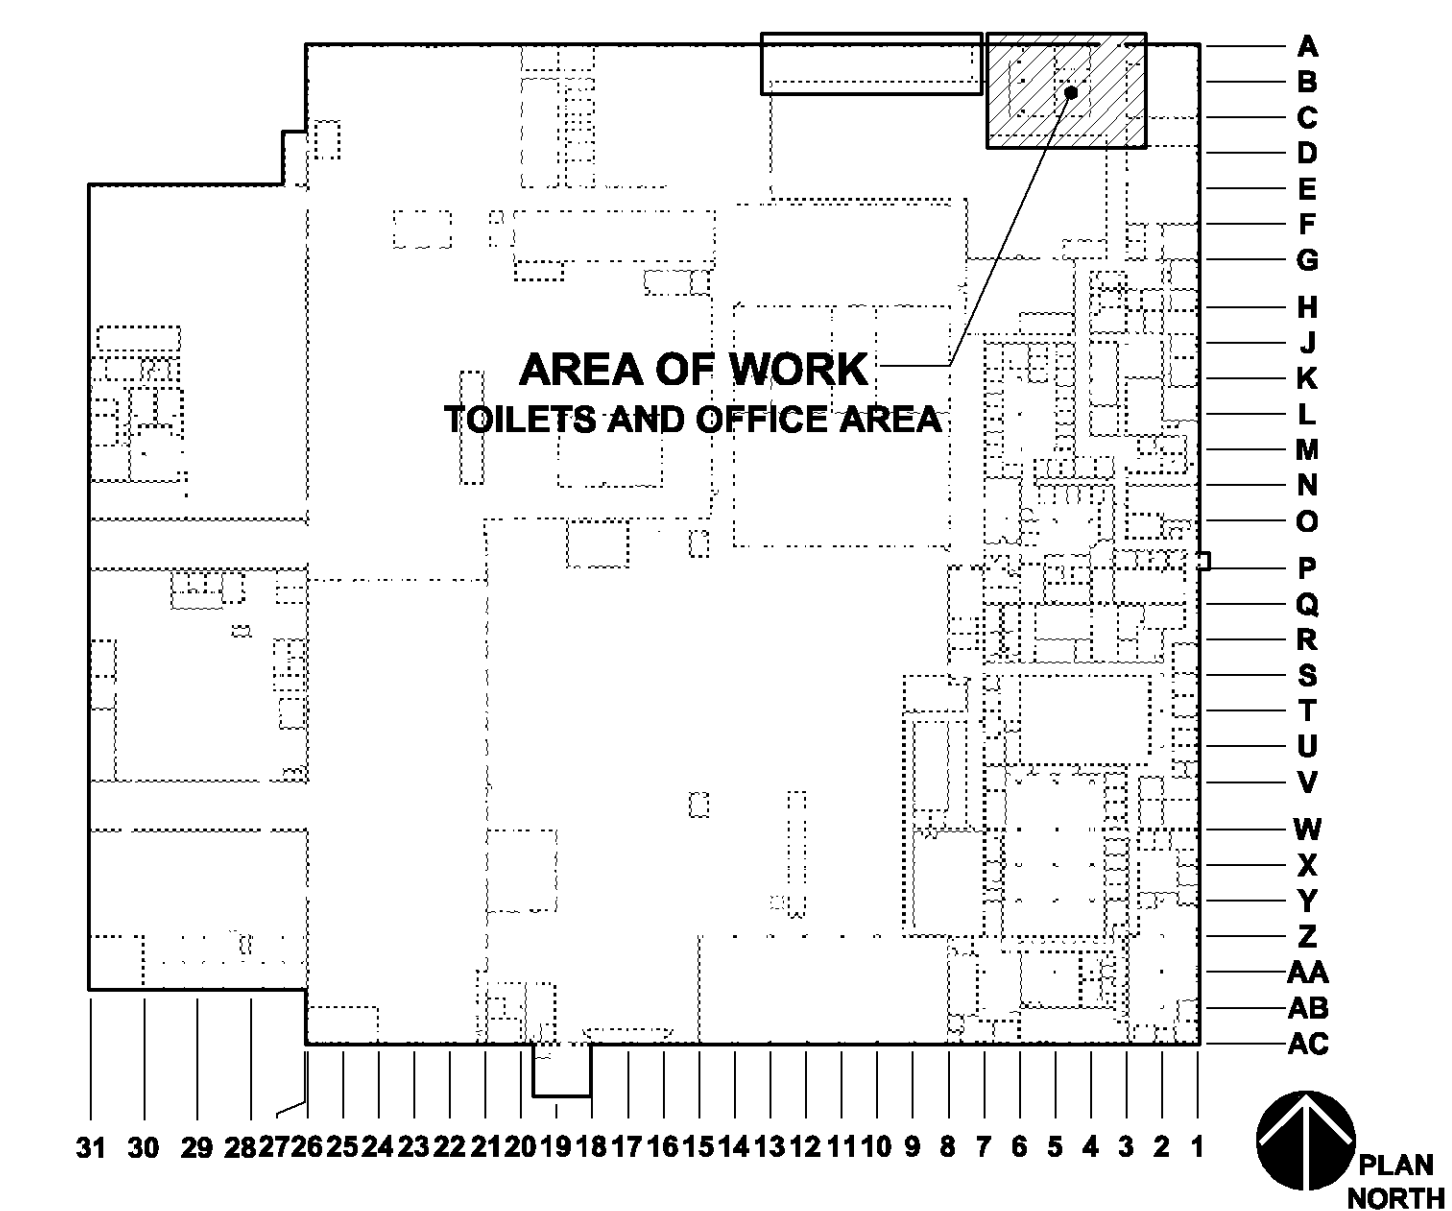 A
B
C
D
E
F
G
H
J
AREA OF WORK
K
TOILETS AND OFFICE AREA
L
M
N
O
P
Q
R
S
T
U
V
W
X
Y
Z
AA
AB
AC
31 30 29 28 27 26 25 24 23 22 21 20 19 18 17 16 15 14 13 12 11 10 9 8 7 6 5 4 3 2 1
PLAN
NORTH